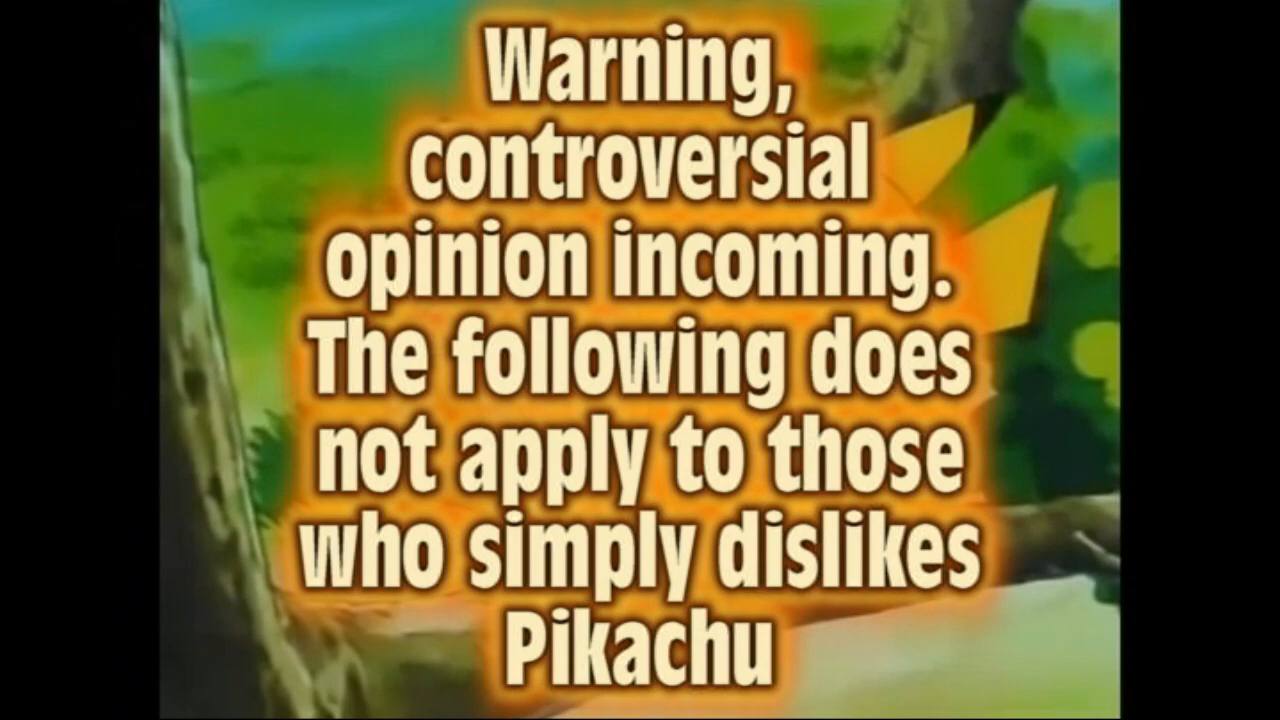 Warning,
controversial
opinion incoming.
The following does
not apply to those
who simply dislikes
Pikachu